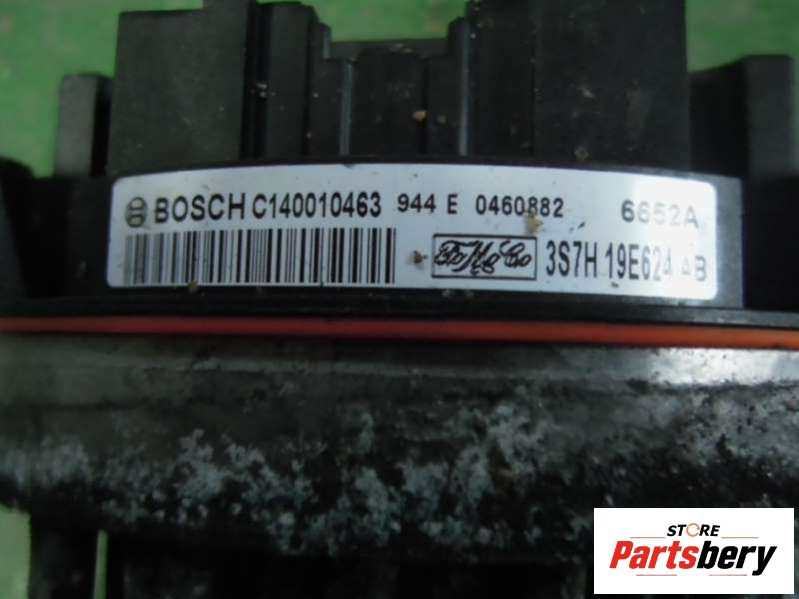 BOSCH C140010463 944 E 0460882 6652A
FoMoCo 3S7H 19E624 AB
STORE
Partsbery